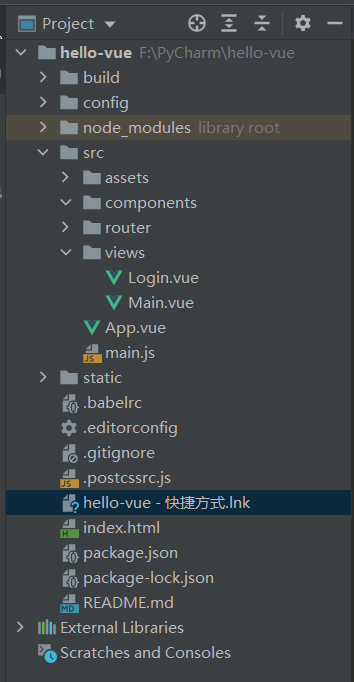 Project
hello-vue F:\PyCharm\hello-vue
build
config
node_modules library root
src
assets
components
router
views
Login.vue
Main.vue
App.vue
main.js
static
.babelrc
.editorconfig
.gitignore
.postcssrc.js
hello-vue - 快捷方式.lnk
index.html
package.json
package-lock.json
README.md
External Libraries
Scratches and Consoles